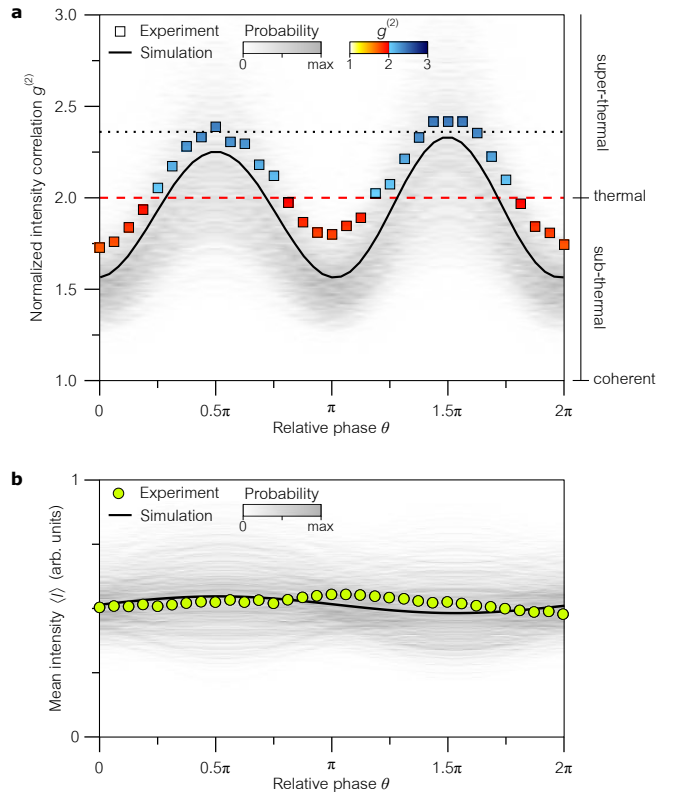 a
3.0
2.5
2.0
1.5
1.0
Normalized intensity correlation g(2)
Experiment
Simulation
Probability
0 max
g(2)
1 2 3
super-thermal
thermal
sub-thermal
coherent
0 0.5π π 1.5π 2π
Relative phase θ
b
1
0
Mean intensity ⟨I⟩ (arb. units)
Experiment
Simulation
Probability
0 max
0 0.5π π 1.5π 2π
Relative phase θ